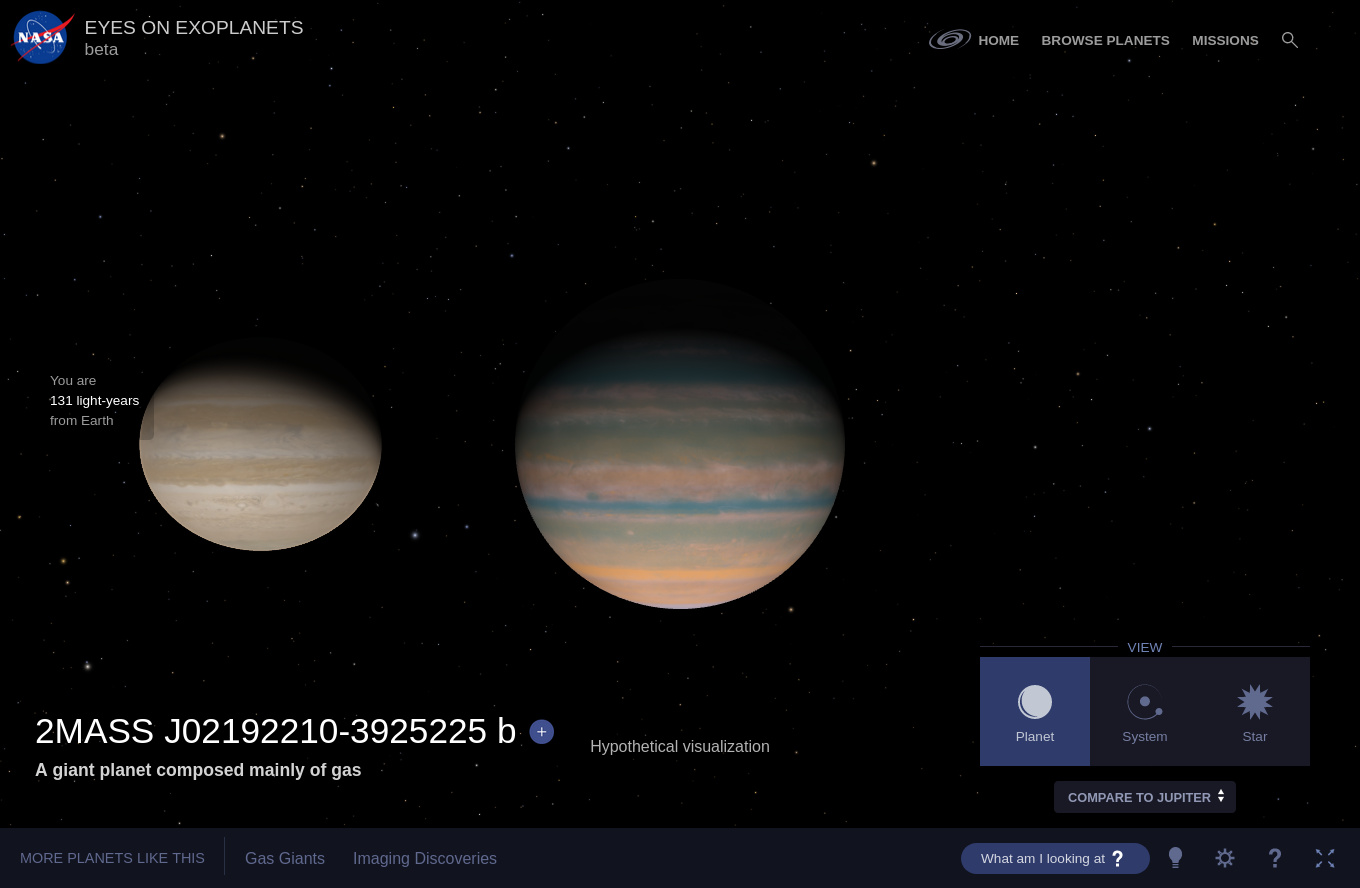 NASA
EYES ON EXOPLANETS
beta
HOME
BROWSE PLANETS
MISSIONS
You are
131 light-years
from Earth
2MASS J02192210-3925225 b +
A giant planet composed mainly of gas
Hypothetical visualization
VIEW
Planet
System
Star
COMPARE TO JUPITER
MORE PLANETS LIKE THIS
Gas Giants
Imaging Discoveries
What am I looking at ?
?